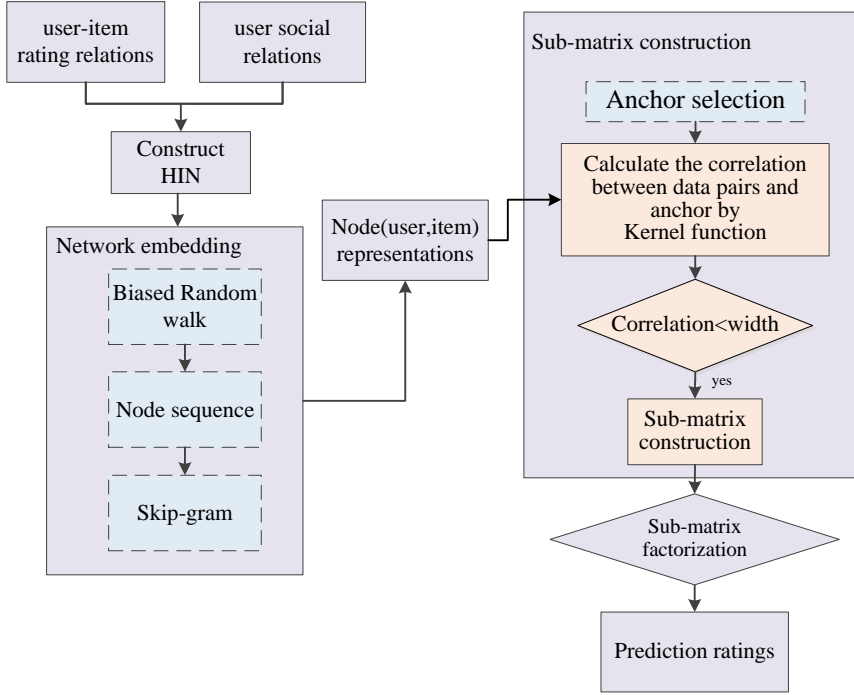 user-item
rating relations
user social
relations
Construct
HIN
Network embedding
Biased Random
walk
Node sequence
Skip-gram
Node(user,item)
representations
Sub-matrix construction
Anchor selection
Calculate the correlation
between data pairs and
anchor by
Kernel function
Correlation<width
yes
Sub-matrix
construction
Sub-matrix
factorization
Prediction ratings